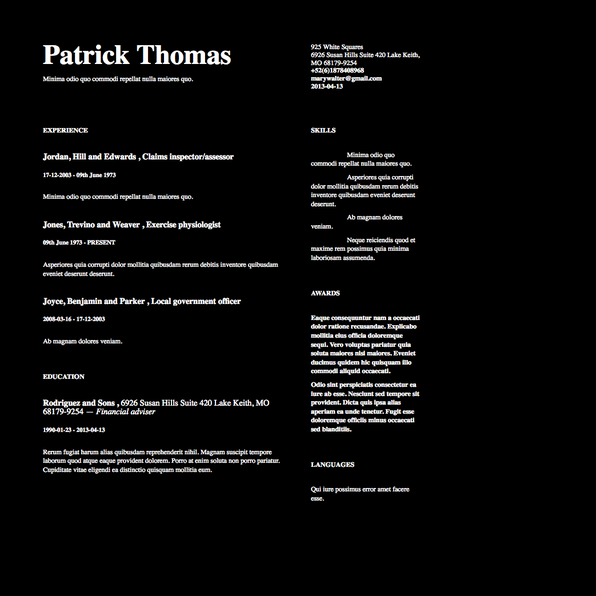 Patrick Thomas
Minima odio quo commodi repellat nulla maiores quo.
925 White Squares
6926 Susan Hills Suite 420 Lake Keith,
MO 68179-9254
+52(6)1878408968
marywalter@gmail.com
2013-04-13
EXPERIENCE
Jordan, Hill and Edwards , Claims inspector/assessor
17-12-2003 - 09th June 1973
Minima odio quo commodi repellat nulla maiores quo.
Jones, Trevino and Weaver , Exercise physiologist
09th June 1973 - PRESENT
Asperiores quia corrupti dolor mollitia quibusdam rerum debitis inventore quibusdam
eveniet deserunt deserunt.
Joyce, Benjamin and Parker , Local government officer
2008-03-16 - 17-12-2003
Ab magnam dolores veniam.
EDUCATION
Rodriguez and Sons , 6926 Susan Hills Suite 420 Lake Keith, MO
68179-9254 — Financial adviser
1990-01-23 - 2013-04-13
Rerum fugiat harum alias quibusdam reprehenderit nihil. Magnam suscipit tempore
laborum quod atque eaque provident dolorem. Porro at enim soluta non porro pariatur.
Cupiditate vitae eligendi ea distinctio quisquam mollitia eum.
SKILLS
Minima odio quo
commodi repellat nulla maiores quo.
Asperiores quia corrupti
dolor mollitia quibusdam rerum debitis
inventore quibusdam eveniet deserunt
deserunt.
Ab magnam dolores
veniam.
Neque reiciendis quod et
maxime rem possimus quia minima
laboriosam assumenda.
AWARDS
Eaque consequuntur nam a occaecati
dolor ratione recusandae. Explicabo
mollitia eius officia doloremque
sequi. Vero voluptas pariatur quia
soluta maiores nisi maiores. Eveniet
ducimus quidem hic quisquam illo
commodi aliquid occaecati.
Odio sint perspiciatis consectetur ea
iure ab esse. Nesciunt sed tempore sit
provident. Dicta quis ipsa alias
aperiam ea unde tenetur. Fugit esse
doloremque officiis minus occaecati
sed blanditiis.
LANGUAGES
Qui iure possimus error amet facere
esse.